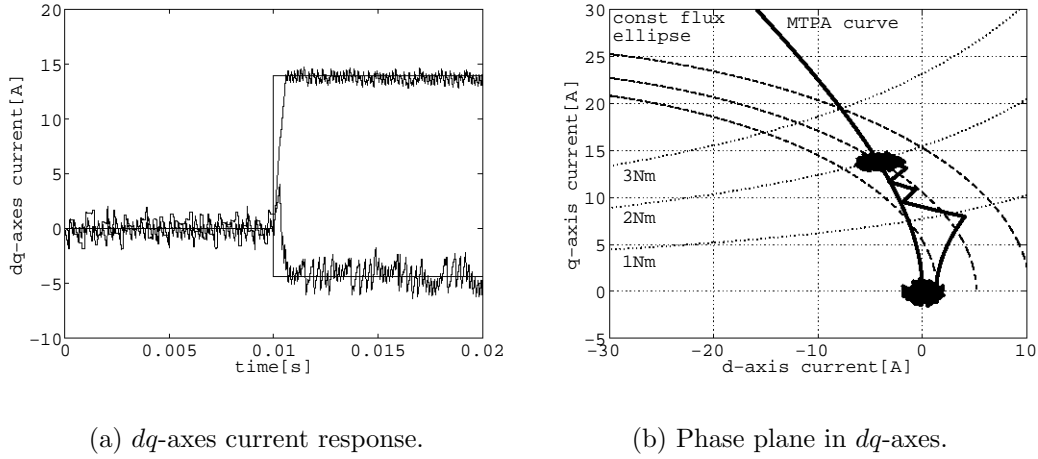 20
15
10
5
0
−5
−10
0
0.005
0.01
0.015
0.02
time[s]
dq−axes current[A]
30
25
20
15
10
5
0
−5
−30
−20
−10
0
10
d−axis current[A]
q−axis current[A]
const flux
ellipse
MTPA curve
3Nm
2Nm
1Nm
(a) dq-axes current response.
(b) Phase plane in dq-axes.